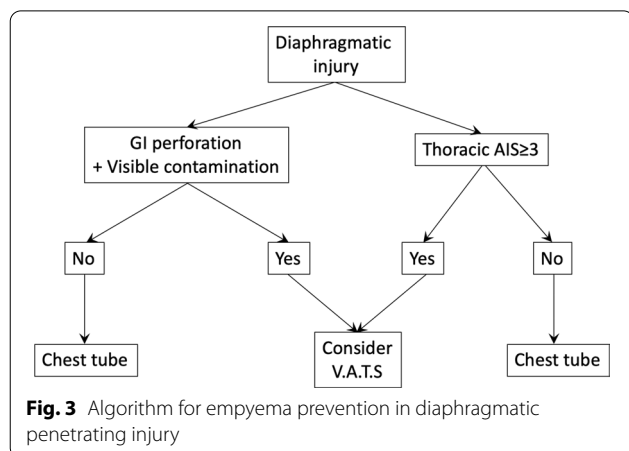 Diaphragmatic
injury
GI perforation
+ Visible contamination
Thoracic AIS≥3
No
Yes
Yes
No
Chest tube
Consider
V.A.T.S
Chest tube
Fig. 3 Algorithm for empyema prevention in diaphragmatic
penetrating injury